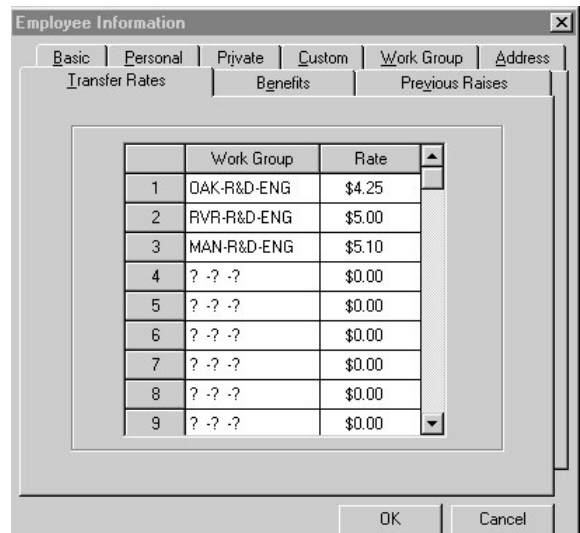 Employee Information
Basic Personal Private Custom Work Group Address
Transfer Rates Benefits Previous Raises
Work Group Rate
1 OAK-R&D-ENG $4.25
2 RVR-R&D-ENG $5.00
3 MAN-R&D-ENG $5.10
4 ? -? -? $0.00
5 ? -? -? $0.00
6 ? -? -? $0.00
7 ? -? -? $0.00
8 ? -? -? $0.00
9 ? -? -? $0.00
OK Cancel